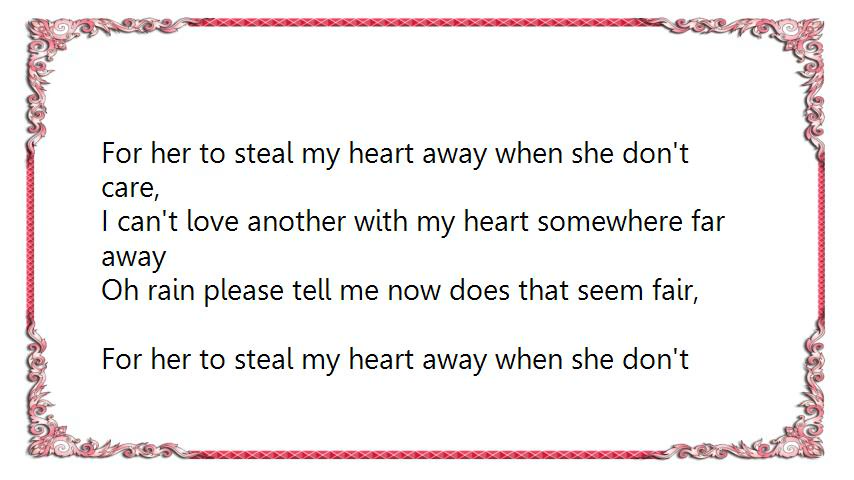 For her to steal my heart away when she don't
care,
I can't love another with my heart somewhere far
away
Oh rain please tell me now does that seem fair,
For her to steal my heart away when she don't